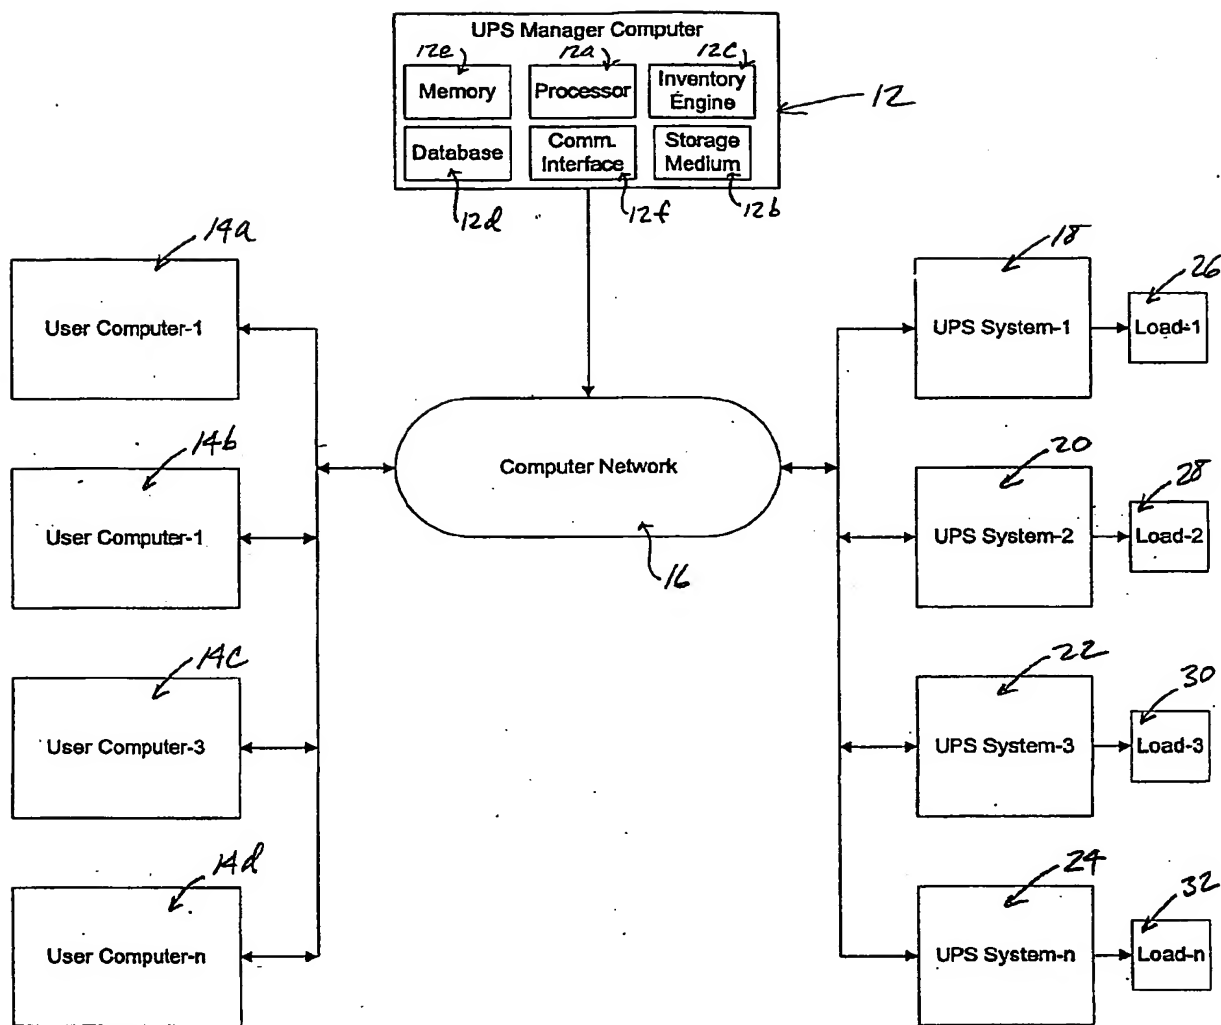 UPS Manager Computer
12e 12a 12c
Memory Processor Inventory Engine
12
Database Comm. Interface Storage Medium
12d 12f 12b
14a
User Computer-1
14b
User Computer-1
14c
User Computer-3
14d
User Computer-n
Computer Network
16
18
UPS System-1
26
Load-1
20
UPS System-2
28
Load-2
22
UPS System-3
30
Load-3
24
UPS System-n
32
Load-n